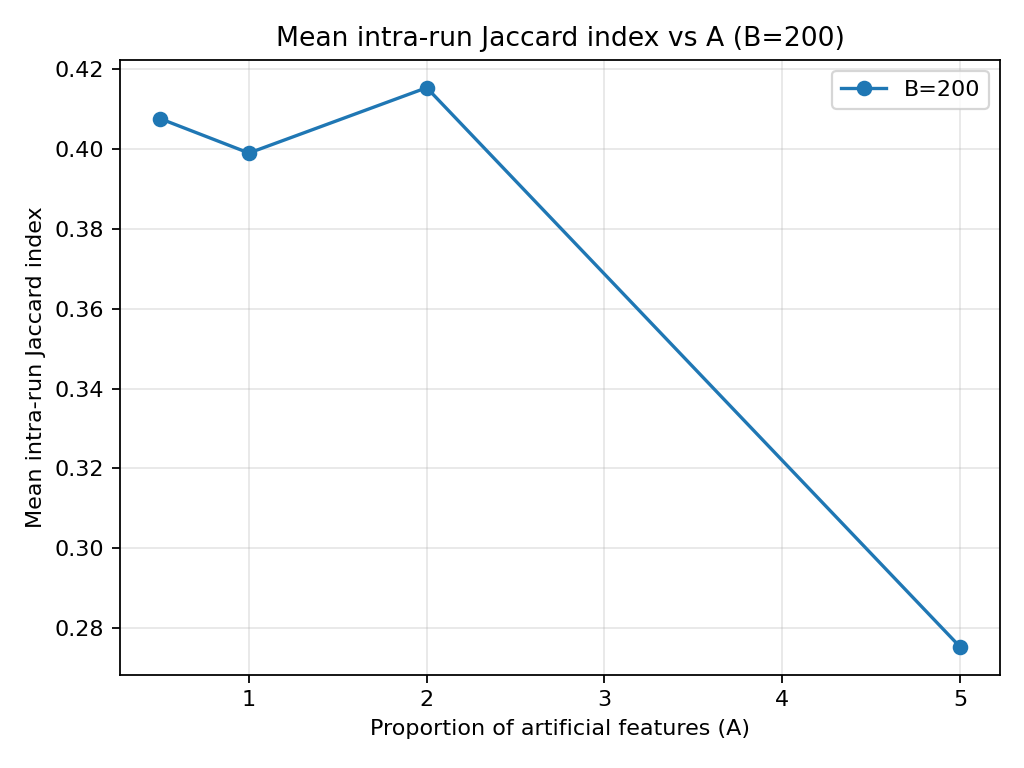 Mean intra-run Jaccard index vs A (B=200)
B=200
Mean intra-run Jaccard index
0.42
0.40
0.38
0.36
0.34
0.32
0.30
0.28
1 2 3 4 5
Proportion of artificial features (A)